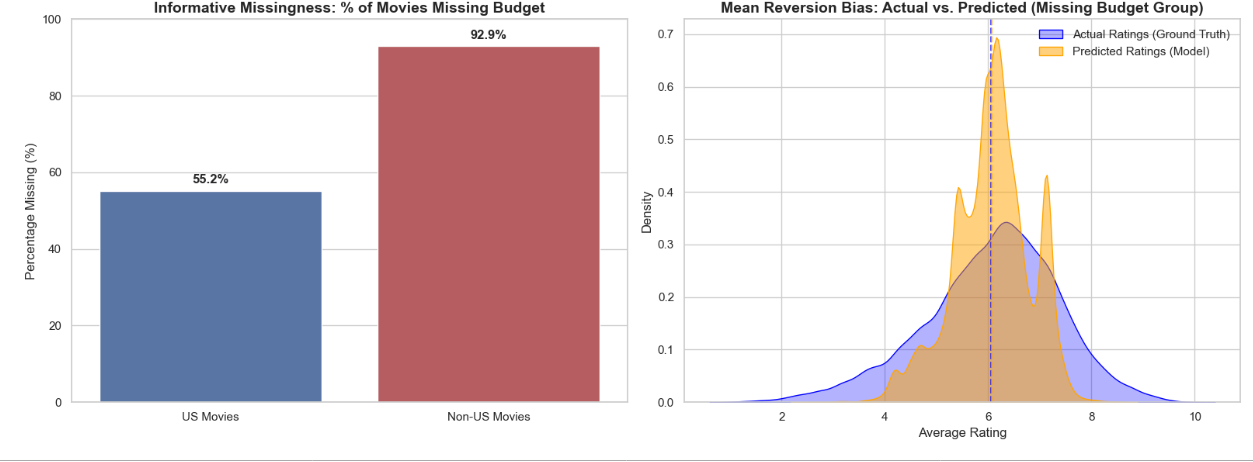 Informative Missingness: % of Movies Missing Budget
Percentage Missing (%)
100
80
60
40
20
0
55.2%
92.9%
US Movies
Non-US Movies
Mean Reversion Bias: Actual vs. Predicted (Missing Budget Group)
Actual Ratings (Ground Truth)
Predicted Ratings (Model)
Density
0.7
0.6
0.5
0.4
0.3
0.2
0.1
0.0
2
4
6
8
10
Average Rating